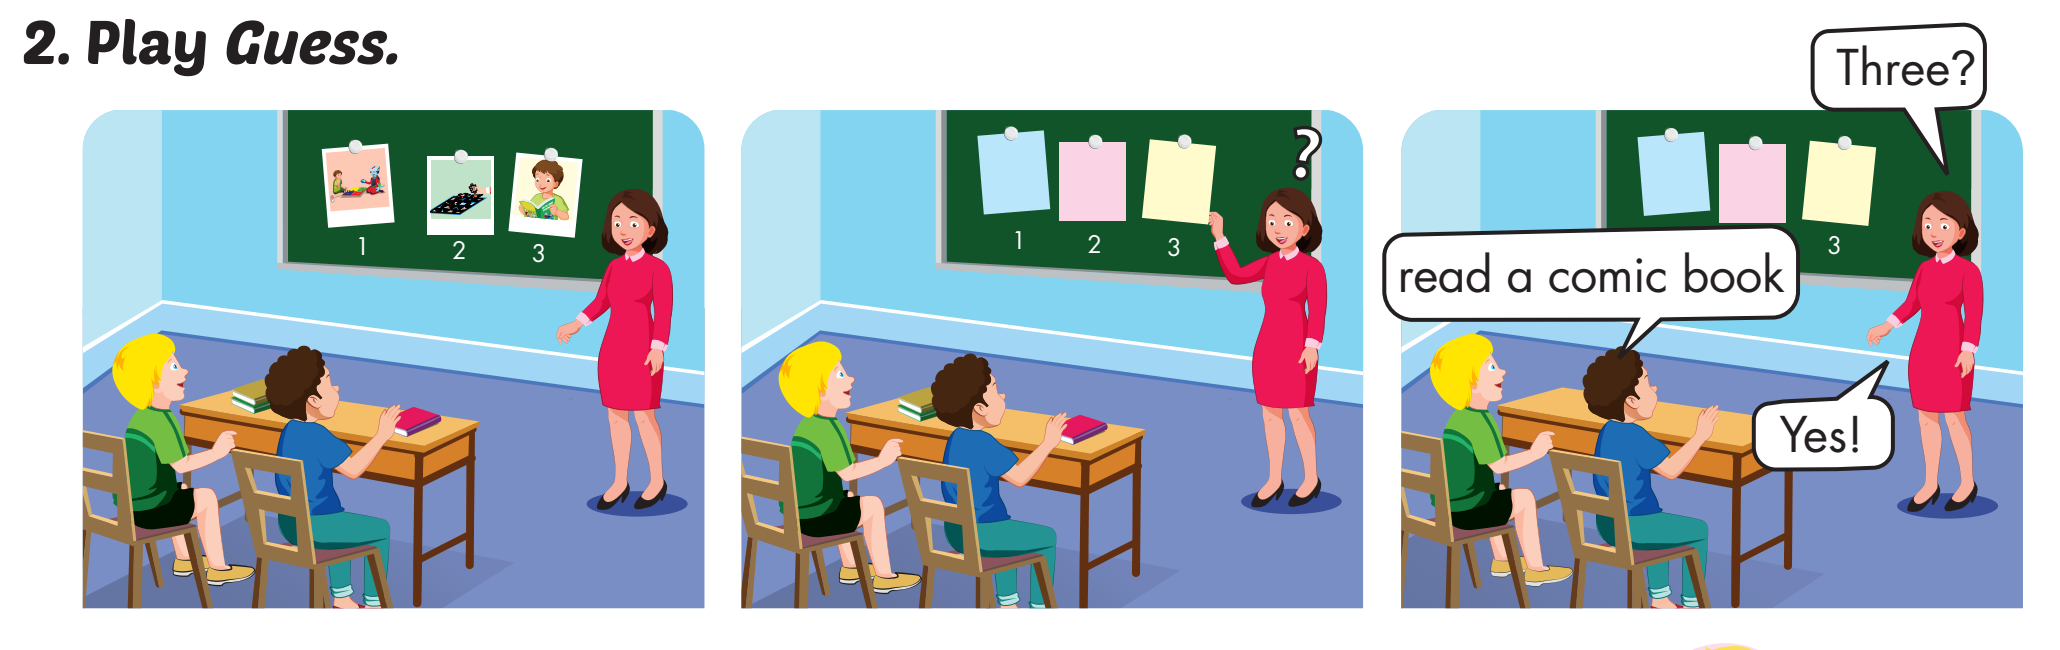 2. Play Guess.
1 2 3
?
1 2 3
Three?
3
read a comic book
Yes!